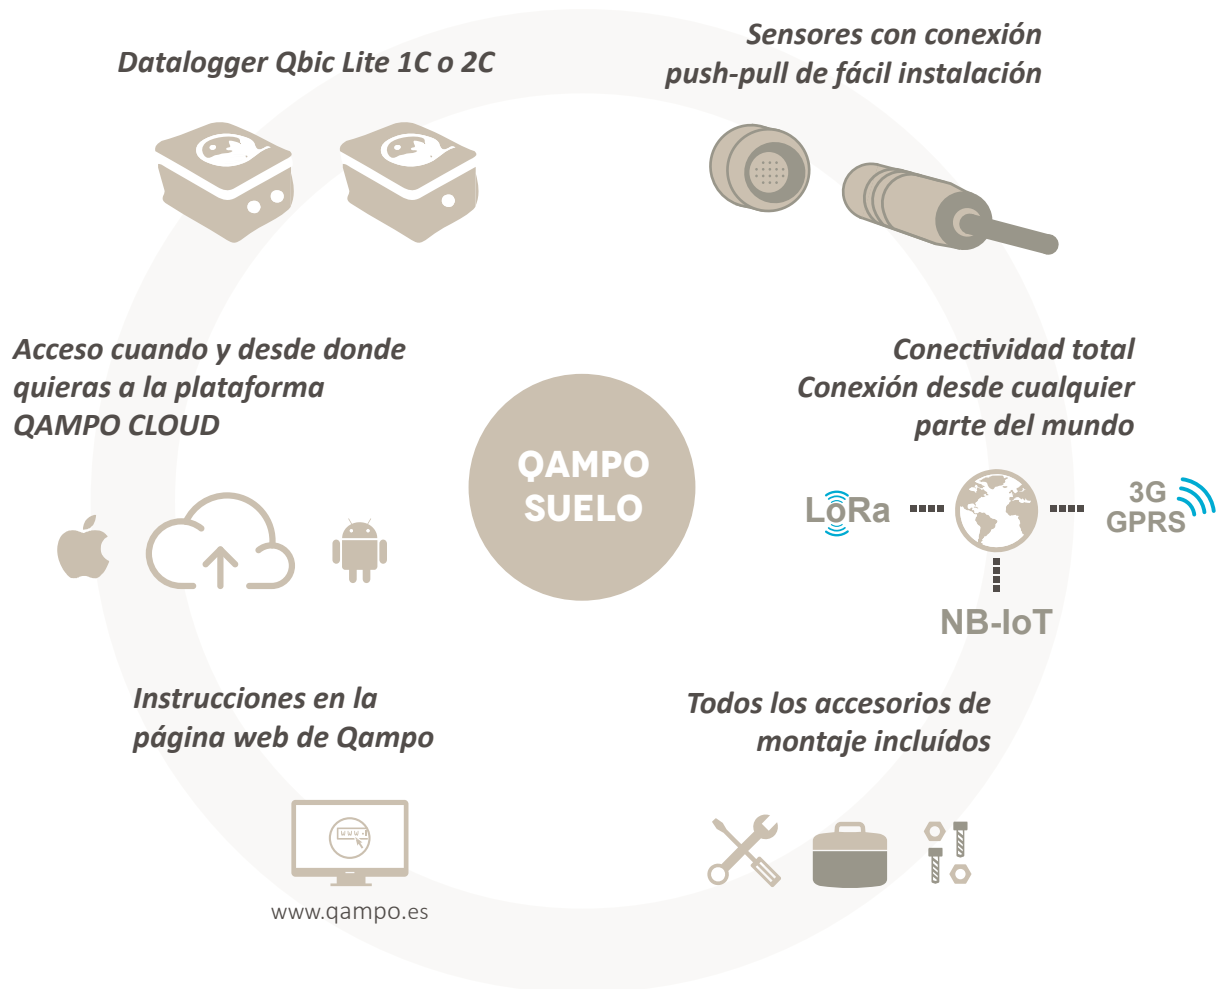 Datalogger Qbic Lite 1C o 2C
Sensores con conexión
push-pull de fácil instalación
Acceso cuando y desde donde
quieras a la plataforma
QAMPO CLOUD
Conectividad total
Conexión desde cualquier
parte del mundo
QAMPO
SUELO
LoRa
3G
GPRS
NB-IoT
Instrucciones en la
página web de Qampo
www.qampo.es
Todos los accesorios de
montaje incluídos